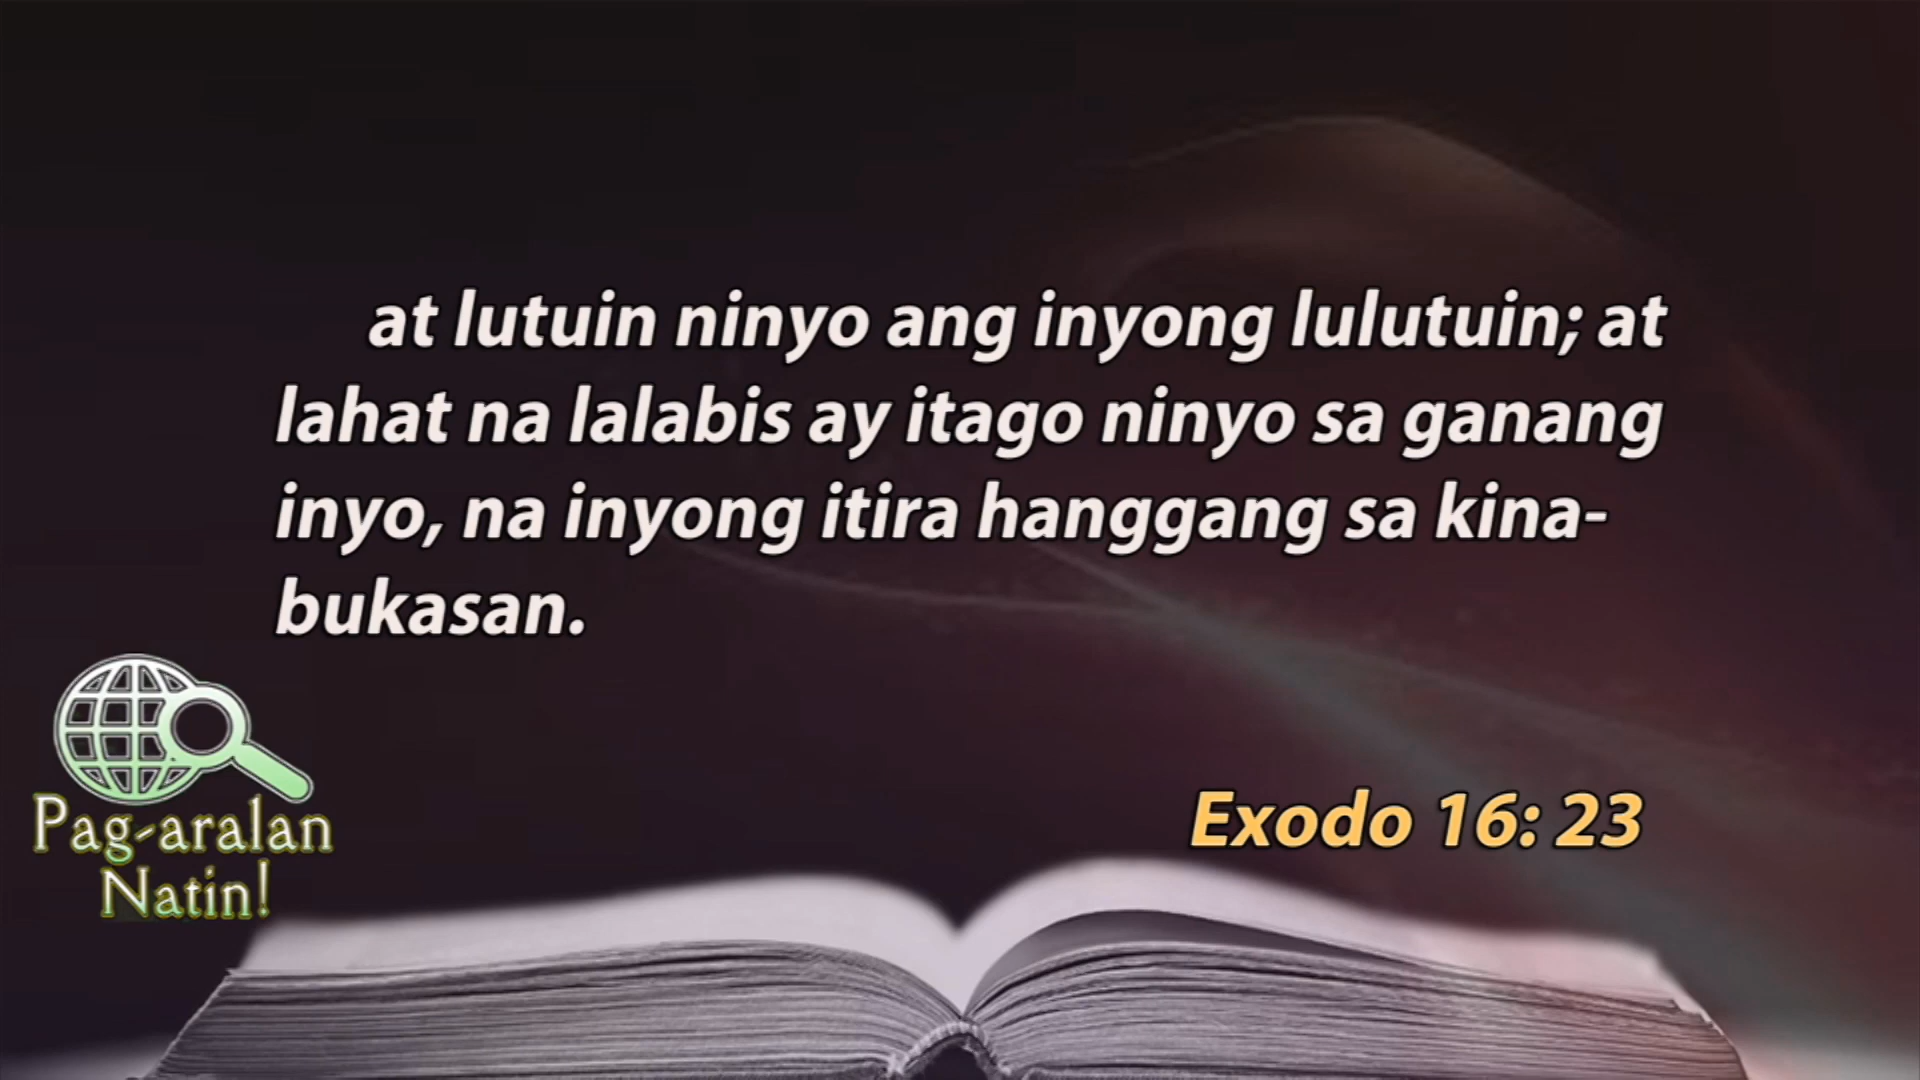 at lutuin ninyo ang inyong lulutuin; at
lahat na lalabis ay itago ninyo sa ganang
inyo, na inyong itira hanggang sa kina-
bukasan.
Exodo 16: 23
Pag-aralan
Natin!